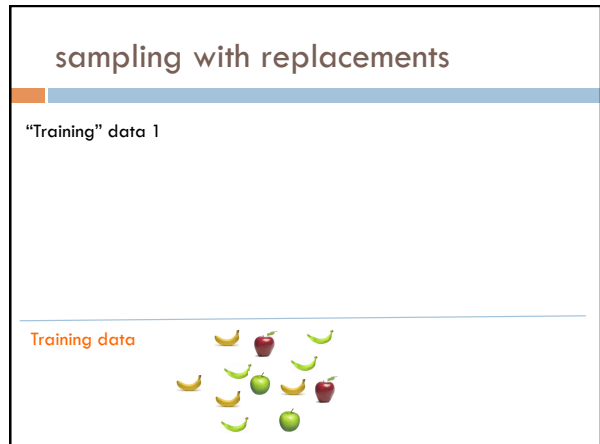 sampling with replacements
“Training” data 1
Training data